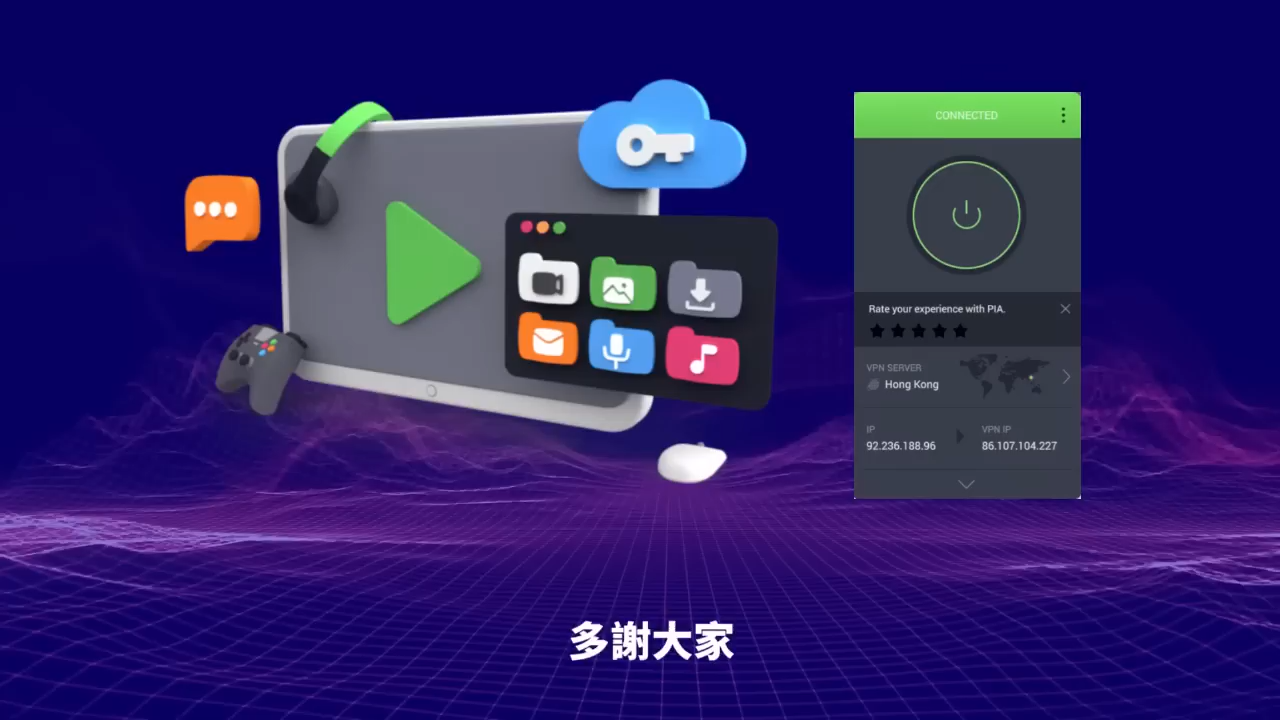 CONNECTED
Rate your experience with PIA.
VPN SERVER
Hong Kong
IP
92.236.188.96
VPN IP
86.107.104.227
多謝大家